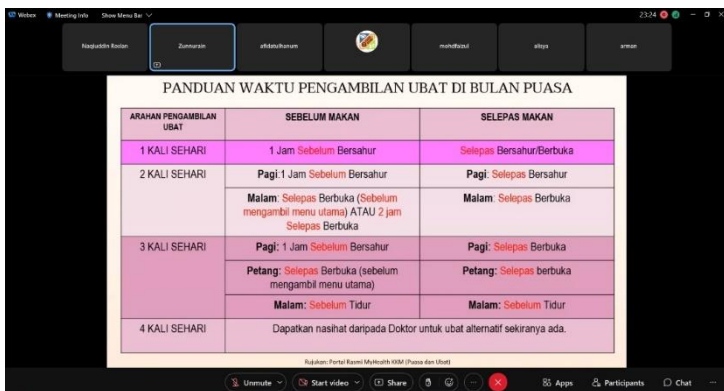 Webex
Meeting Info
Show Menu Bar
23:24
Naqiuddin Roslan
Zunnurain
afidatulhanum
mohdfaizul
alisya
arman
PANDUAN WAKTU PENGAMBILAN UBAT DI BULAN PUASA
ARAHAN PENGAMBILAN
UBAT
SEBELUM MAKAN
SELEPAS MAKAN
1 KALI SEHARI
1 Jam Sebelum Bersahur
Selepas Bersahur/Berbuka
2 KALI SEHARI
Pagi:1 Jam Sebelum Bersahur
Pagi: Selepas Bersahur
Malam: Selepas Berbuka (Sebelum
mengambil menu utama) ATAU 2 jam
Selepas Berbuka
Malam: Selepas Berbuka
3 KALI SEHARI
Pagi: 1 Jam Sebelum Bersahur
Pagi: Selepas Berbuka
Petang: Selepas Berbuka (sebelum
mengambil menu utama)
Petang: Selepas berbuka
Malam: Sebelum Tidur
Malam: Sebelum Tidur
4 KALI SEHARI
Dapatkan nasihat daripada Doktor untuk ubat alternatif sekiranya ada.
Rujukan: Portal Rasmi MyHealth KKM (Puasa dan Ubat)
Unmute
Start video
Share
Apps
Participants
Chat